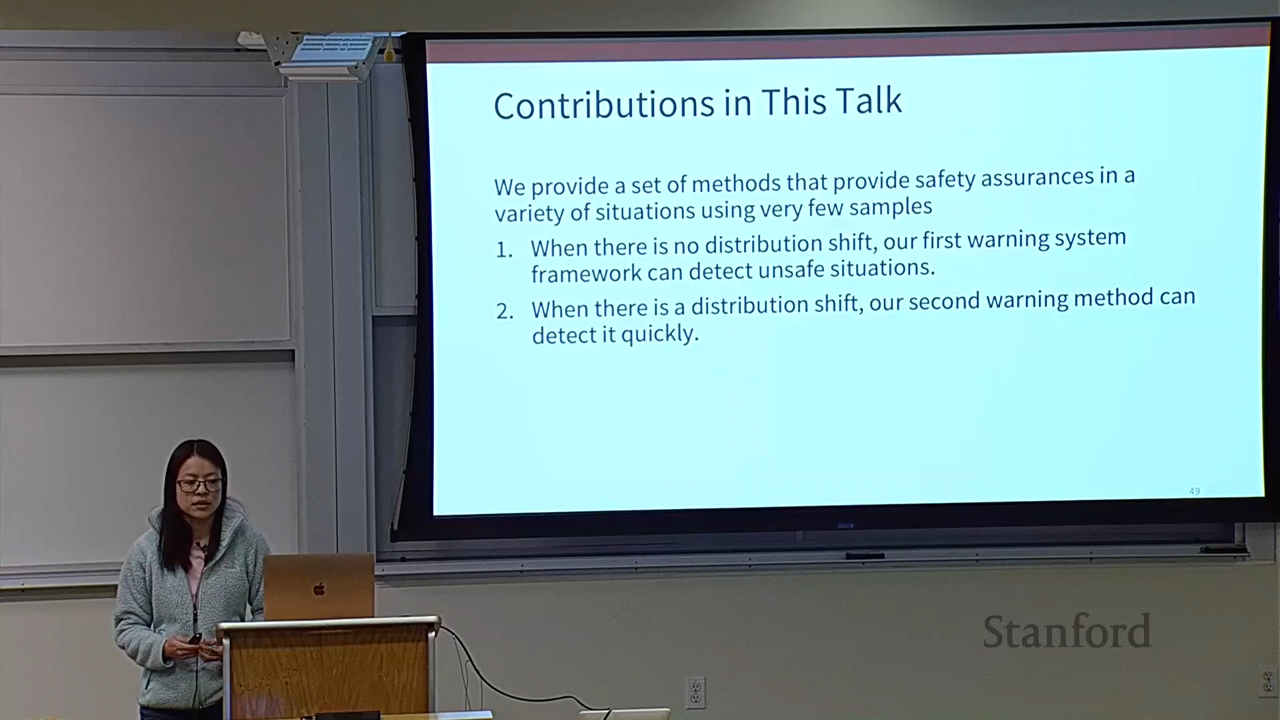 Contributions in This Talk
We provide a set of methods that provide safety assurances in a
variety of situations using very few samples
1. When there is no distribution shift, our first warning system
framework can detect unsafe situations.
2. When there is a distribution shift, our second warning method can
detect it quickly.
49
Stanford